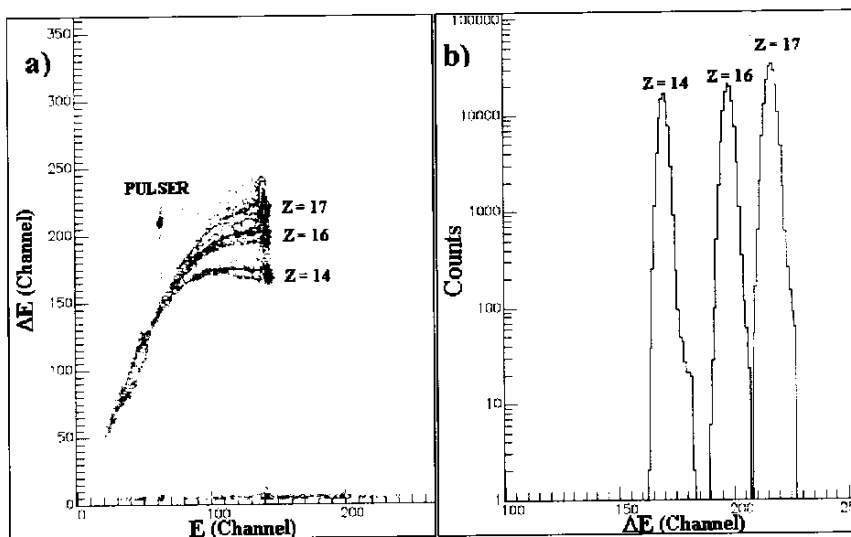 a)
350
300
250
200
150
100
50
0
ΔE (Channel)
PULSER
Z = 17
Z = 16
Z = 14
0
100
200
E (Channel)
b)
100000
10000
1000
100
10
1
Counts
Z = 14
Z = 16
Z = 17
100
150
200
ΔE (Channel)